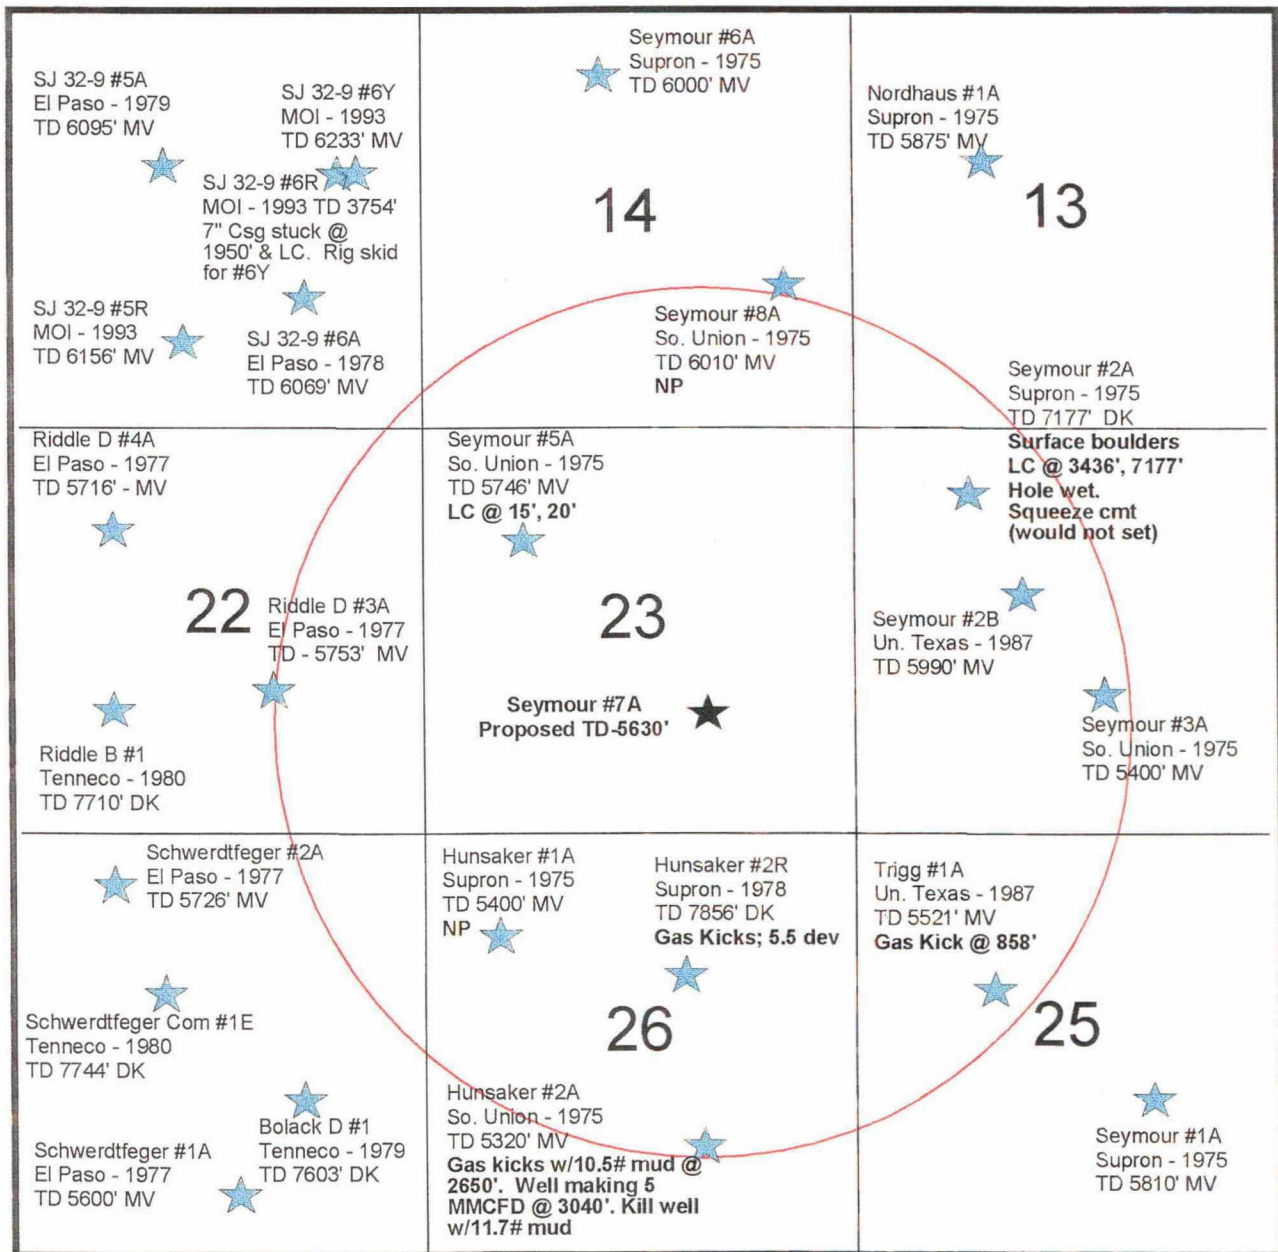 SJ 32-9 #5A
El Paso - 1979
TD 6095' MV
SJ 32-9 #6Y
MOI - 1993
TD 6233' MV
SJ 32-9 #6R
MOI - 1993 TD 3754'
7" Csg stuck @
1950' & LC. Rig skid
for #6Y
SJ 32-9 #5R
MOI - 1993
TD 6156' MV
SJ 32-9 #6A
El Paso - 1978
TD 6069' MV
Seymour #6A
Supron - 1975
TD 6000' MV
14
Seymour #8A
So. Union - 1975
TD 6010' MV
NP
Nordhaus #1A
Supron - 1975
TD 5875' MV
13
Seymour #2A
Supron - 1975
TD 7177' DK
Surface boulders
LC @ 3436', 7177'
Hole wet.
Squeeze cmt
(would not set)
Riddle D #4A
El Paso - 1977
TD 5716' - MV
22
Riddle D #3A
El Paso - 1977
TD - 5753' MV
Riddle B #1
Tenneco - 1980
TD 7710' DK
Seymour #5A
So. Union - 1975
TD 5746' MV
LC @ 15', 20'
23
Seymour #7A
Proposed TD-5630'
Seymour #2B
Un. Texas - 1987
TD 5990' MV
Seymour #3A
So. Union - 1975
TD 5400' MV
Schwerdtfeger #2A
El Paso - 1977
TD 5726' MV
Schwerdtfeger Com #1E
Tenneco - 1980
TD 7744' DK
Bolack D #1
Tenneco - 1979
TD 7603' DK
Schwerdtfeger #1A
El Paso - 1977
TD 5600' MV
Hunsaker #1A
Supron - 1975
TD 5400' MV
NP
Hunsaker #2R
Supron - 1978
TD 7856' DK
Gas Kicks; 5.5 dev
26
Hunsaker #2A
So. Union - 1975
TD 5320' MV
Gas kicks w/10.5# mud @
2650'. Well making 5
MMCFD @ 3040'. Kill well
w/11.7# mud
Trigg #1A
Un. Texas - 1987
TD 5521' MV
Gas Kick @ 858'
25
Seymour #1A
Supron - 1975
TD 5810' MV